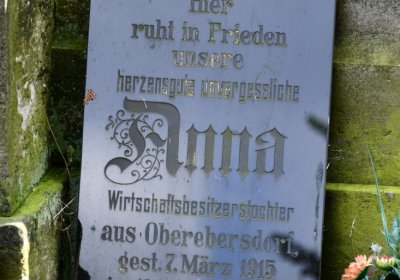 Hier
ruht in Frieden
unsere
herzensgute unvergessliche
Anna
Wirtschaftsbesitzerstochter
aus Oberebersdorf
gest. 7. März 1915